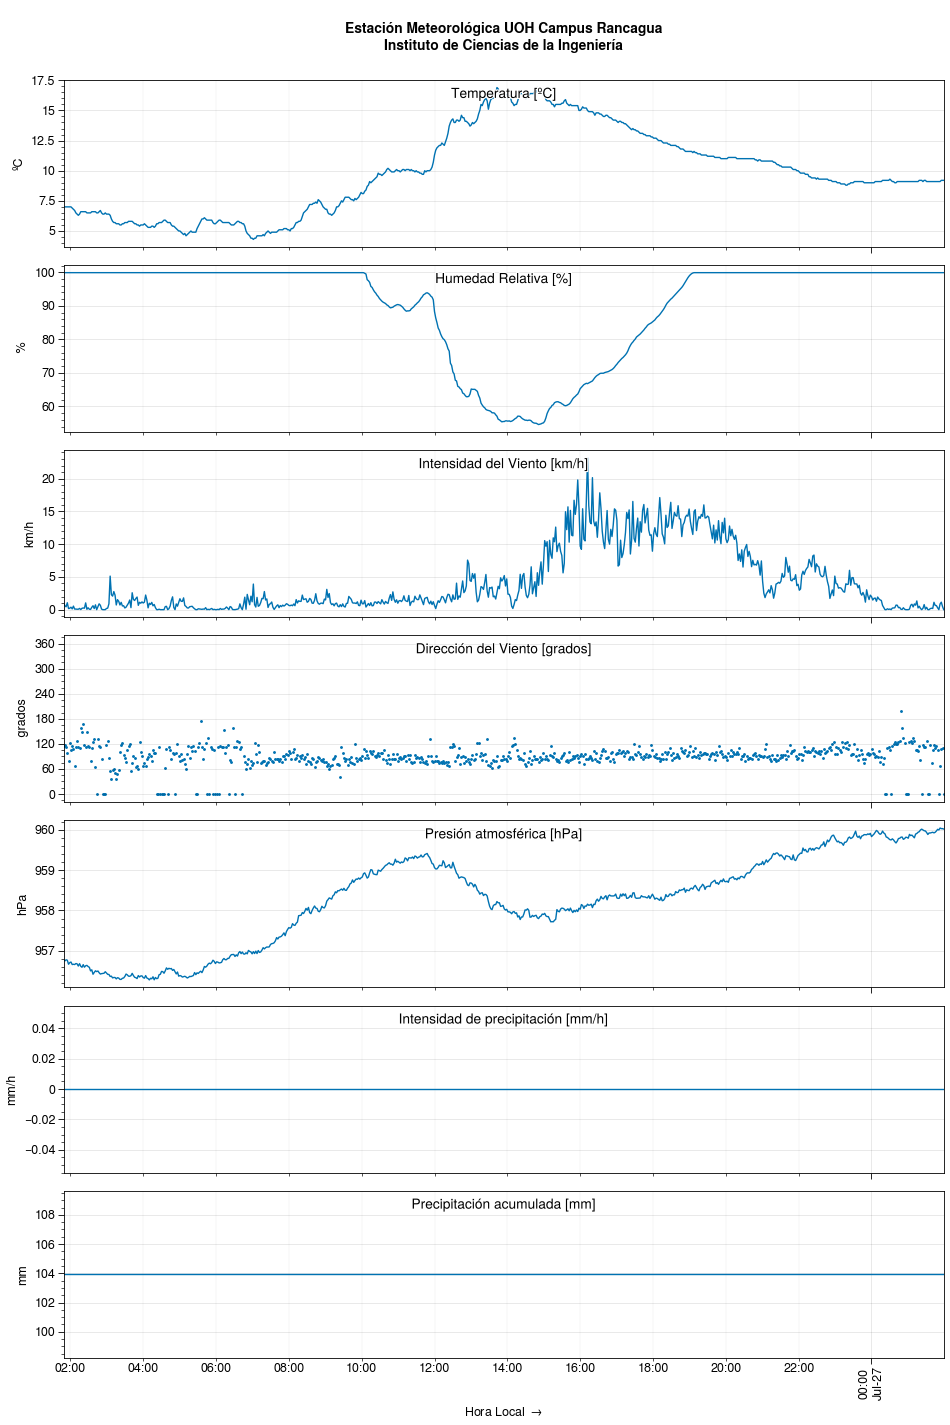 Estación Meteorológica UOH Campus Rancagua
Instituto de Ciencias de la Ingeniería
Temperatura [ºC]
17.5
15
12.5
10
7.5
5
ºC
Humedad Relativa [%]
100
90
80
70
60
%
Intensidad del Viento [km/h]
20
15
10
5
0
km/h
Dirección del Viento [grados]
360
300
240
180
120
60
0
grados
Presión atmosférica [hPa]
960
959
958
957
hPa
Intensidad de precipitación [mm/h]
0.04
0.02
0
−0.02
−0.04
mm/h
Precipitación acumulada [mm]
108
106
104
102
100
mm
02:00 04:00 06:00 08:00 10:00 12:00 14:00 16:00 18:00 20:00 22:00 00:00
Jul-27
Hora Local →